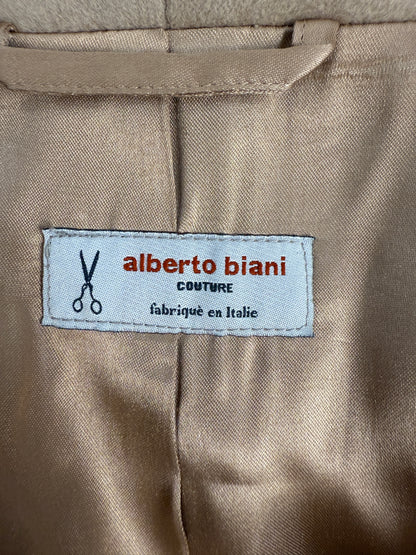 alberto biani
COUTURE
fabriquè en Italie